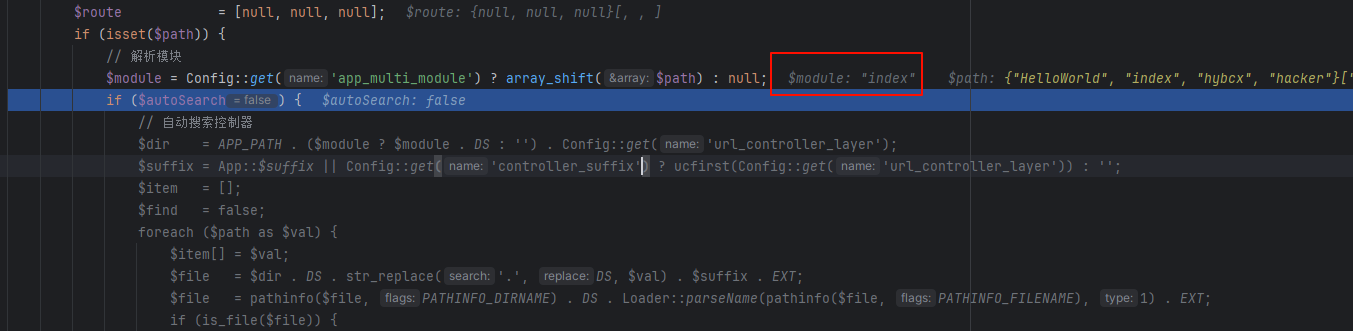 $route = [null, null, null]; $route: {null, null, null}[, , ]
if (isset($path)) {
// 解析模块
$module = Config::get( name: 'app_multi_module') ? array_shift( &array: $path) : null; $module: "index" $path: {"HelloWorld", "index", "hybcx", "hacker"}["
if ($autoSearch = false ) { $autoSearch: false
// 自动搜索控制器
$dir = APP_PATH . ($module ? $module . DS : '') . Config::get( name: 'url_controller_layer');
$suffix = App::$suffix || Config::get( name: 'controller_suffix') ? ucfirst(Config::get( name: 'url_controller_layer')) : '';
$item = [];
$find = false;
foreach ($path as $val) {
$item[] = $val;
$file = $dir . DS . str_replace( search: '.', replace: DS, $val) . $suffix . EXT;
$file = pathinfo($file, flags: PATHINFO_DIRNAME) . DS . Loader::parseName(pathinfo($file, flags: PATHINFO_FILENAME), type: 1) . EXT;
if (is_file($file)) {